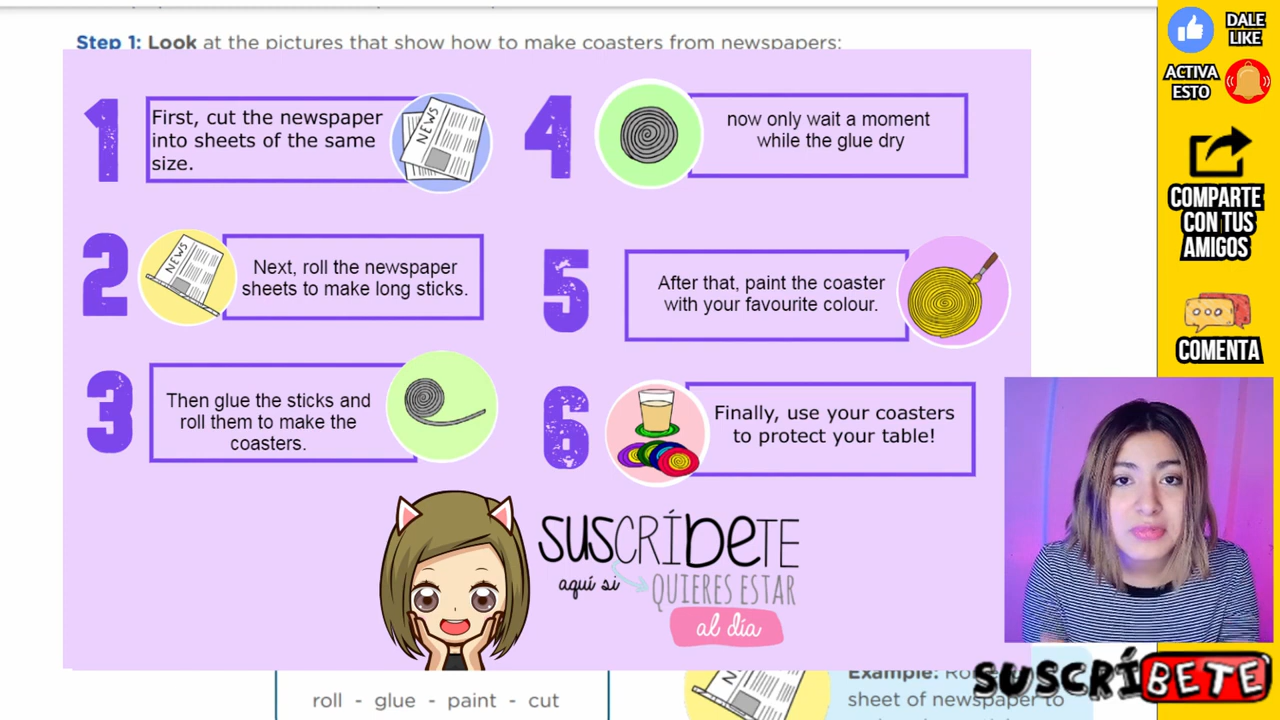 Step 1: Look at the pictures that show how to make coasters from newspapers:
1
First, cut the newspaper
into sheets of the same
size.
NEWS
2
NEWS
Next, roll the newspaper
sheets to make long sticks.
3
Then glue the sticks and
roll them to make the
coasters.
4
now only wait a moment
while the glue dry
5
After that, paint the coaster
with your favourite colour.
6
Finally, use your coasters
to protect your table!
SUSCRÍBETE
aquí si
QUIERES ESTAR
al día
roll - glue - paint - cut
Example:
sheet of newspaper to
DALE
LIKE
ACTIVA
ESTO
COMPARTE
CON TUS
AMIGOS
COMENTA
SUSCRÍBETE